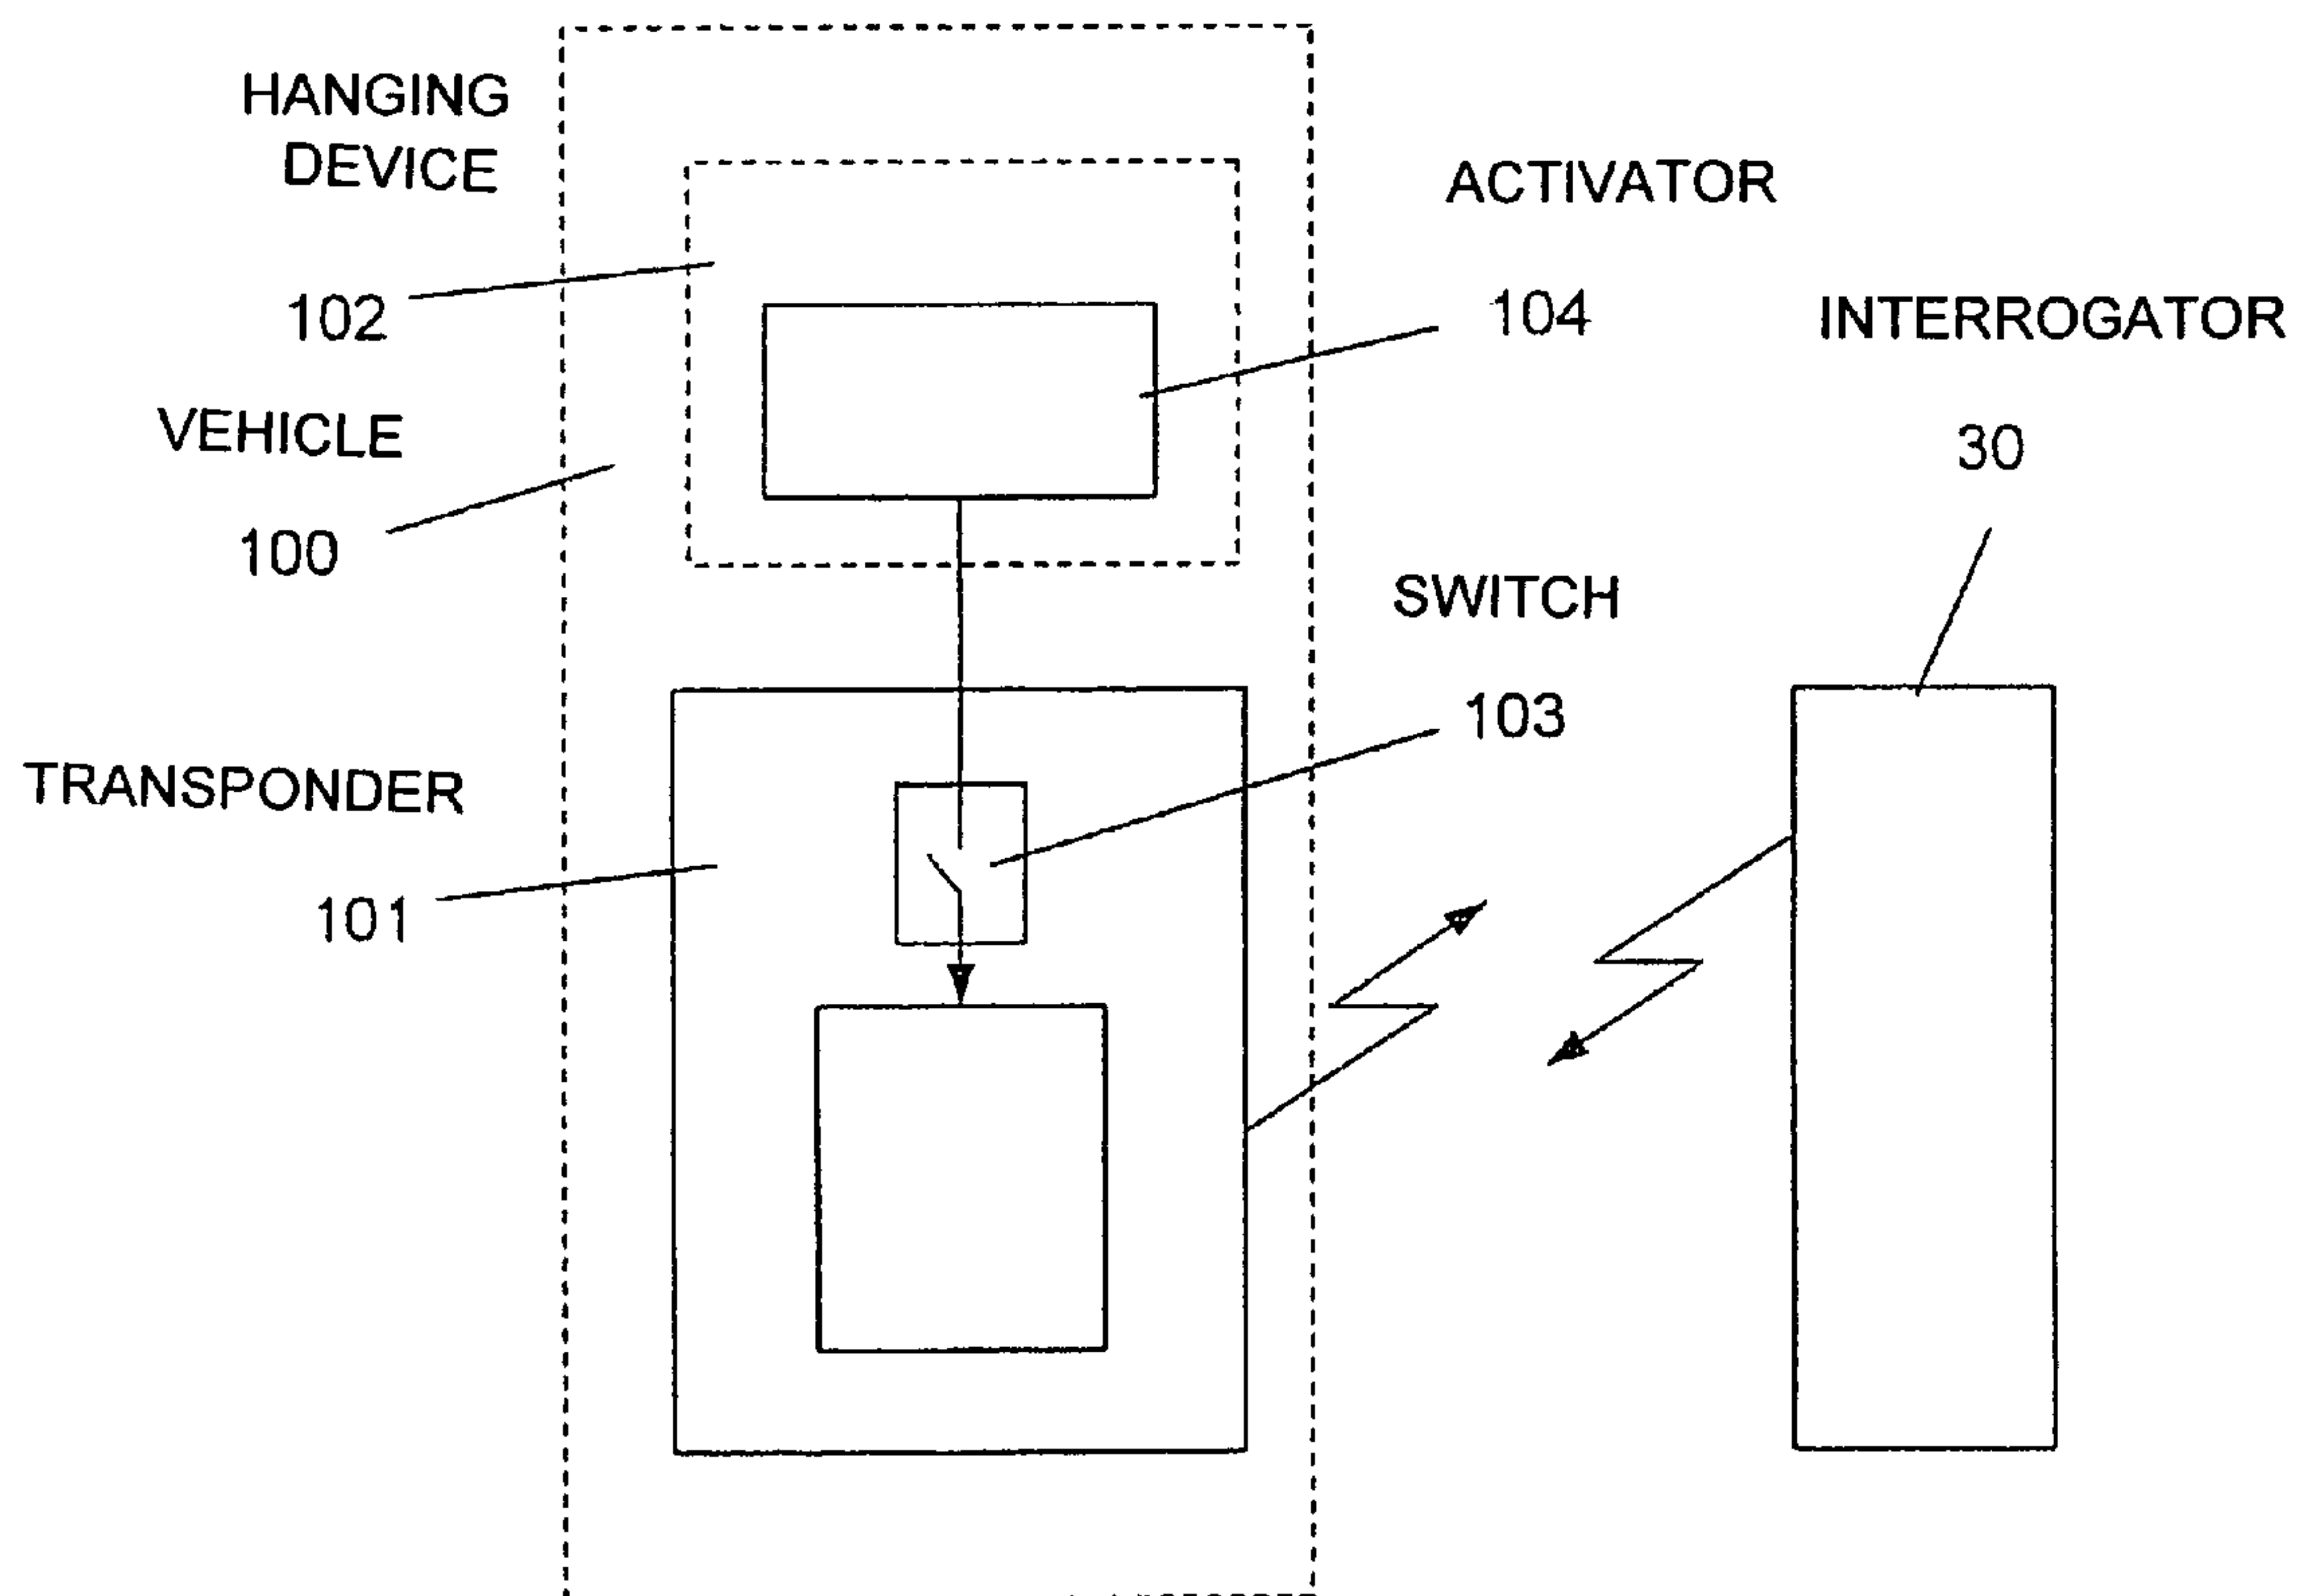 HANGING
DEVICE
102
ACTIVATOR
104
INTERROGATOR
30
VEHICLE
100
SWITCH
103
TRANSPONDER
101